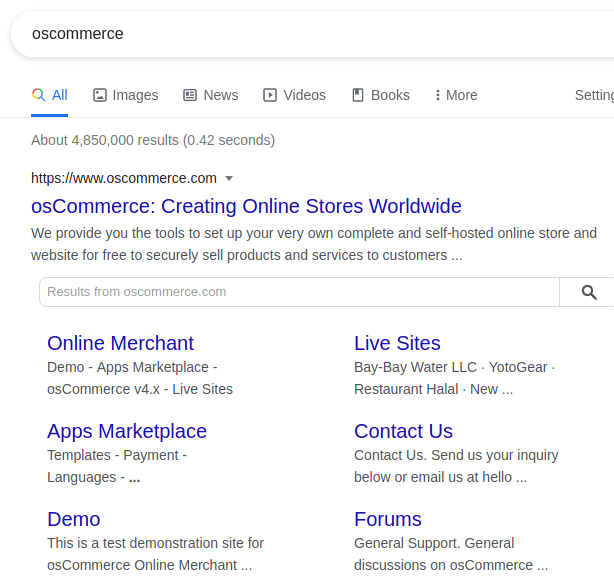 oscommerce
All Images News Videos Books More Setting
About 4,850,000 results (0.42 seconds)
https://www.oscommerce.com
osCommerce: Creating Online Stores Worldwide
We provide you the tools to set up your very own complete and self-hosted online store and
website for free to securely sell products and services to customers ...
Results from oscommerce.com
Online Merchant
Demo - Apps Marketplace -
osCommerce v4.x - Live Sites
Live Sites
Bay-Bay Water LLC · YotoGear ·
Restaurant Halal · New ...
Apps Marketplace
Templates - Payment -
Languages - ...
Contact Us
Contact Us. Send us your inquiry
below or email us at hello ...
Demo
This is a test demonstration site for
osCommerce Online Merchant ...
Forums
General Support. General
discussions on osCommerce ...